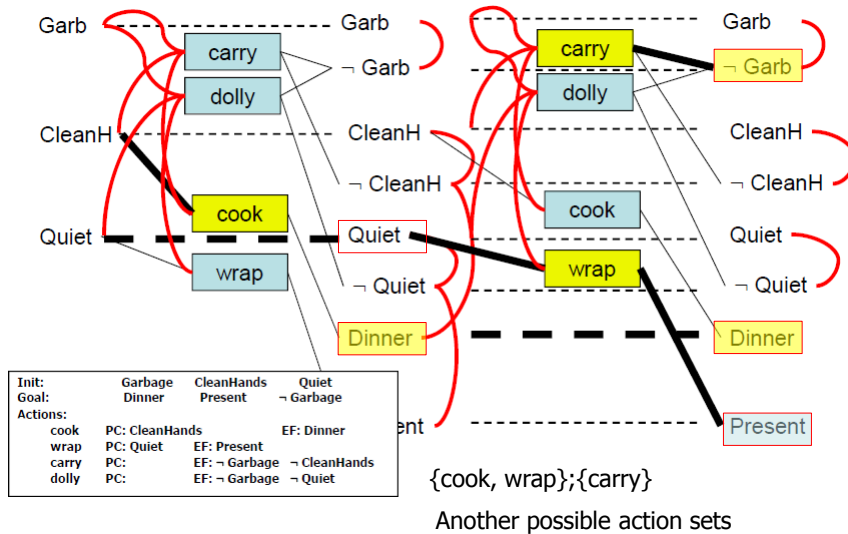 Garb
carry
dolly
CleanH
cook
Quiet
wrap
Garb
¬ Garb
CleanH
¬ CleanH
Quiet
¬ Quiet
Dinner
ent
carry
dolly
cook
wrap
Garb
¬ Garb
CleanH
¬ CleanH
Quiet
¬ Quiet
Dinner
Present
Init: Garbage CleanHands Quiet
Goal: Dinner Present ¬ Garbage
Actions:
cook PC: CleanHands EF: Dinner
wrap PC: Quiet EF: Present
carry PC: EF: ¬ Garbage ¬ CleanHands
dolly PC: EF: ¬ Garbage ¬ Quiet
{cook, wrap};{carry}
Another possible action sets